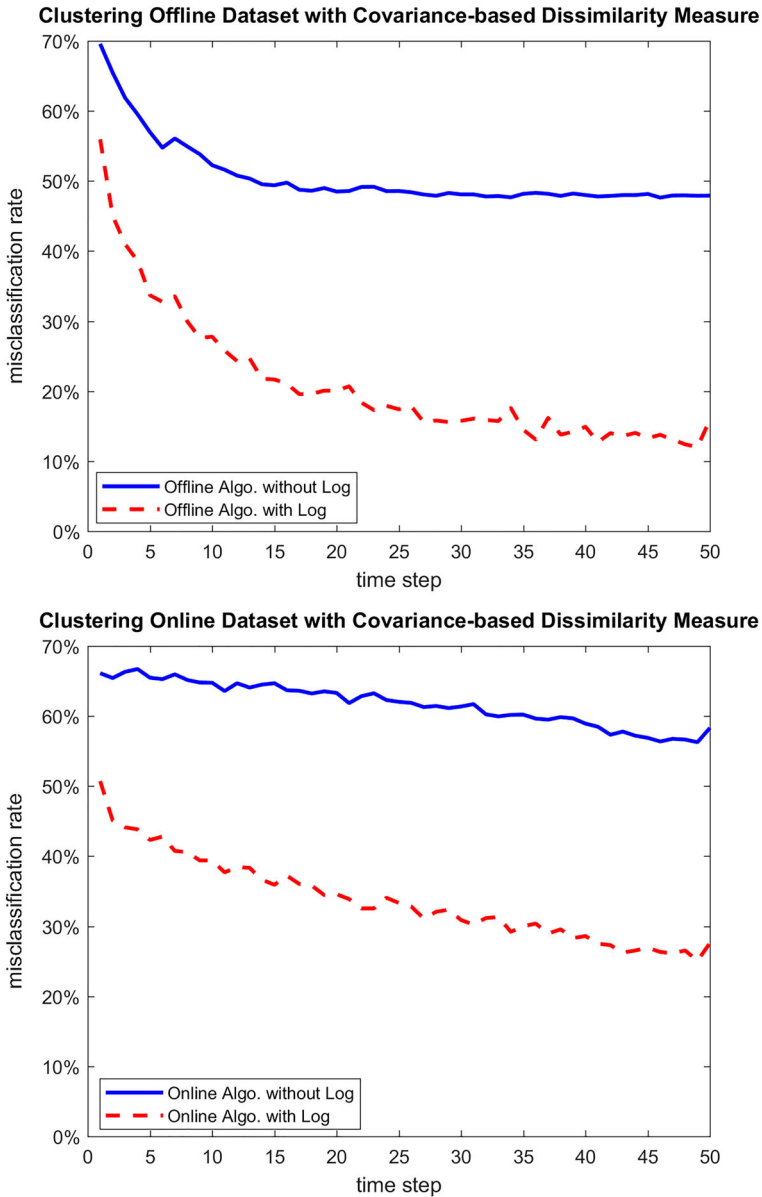 Clustering Offline Dataset with Covariance-based Dissimilarity Measure
70%
60%
50%
40%
30%
20%
10%
0%
misclassification rate
Offline Algo. without Log
Offline Algo. with Log
0 5 10 15 20 25 30 35 40 45 50
time step
Clustering Online Dataset with Covariance-based Dissimilarity Measure
70%
60%
50%
40%
30%
20%
10%
0%
misclassification rate
Online Algo. without Log
Online Algo. with Log
0 5 10 15 20 25 30 35 40 45 50
time step